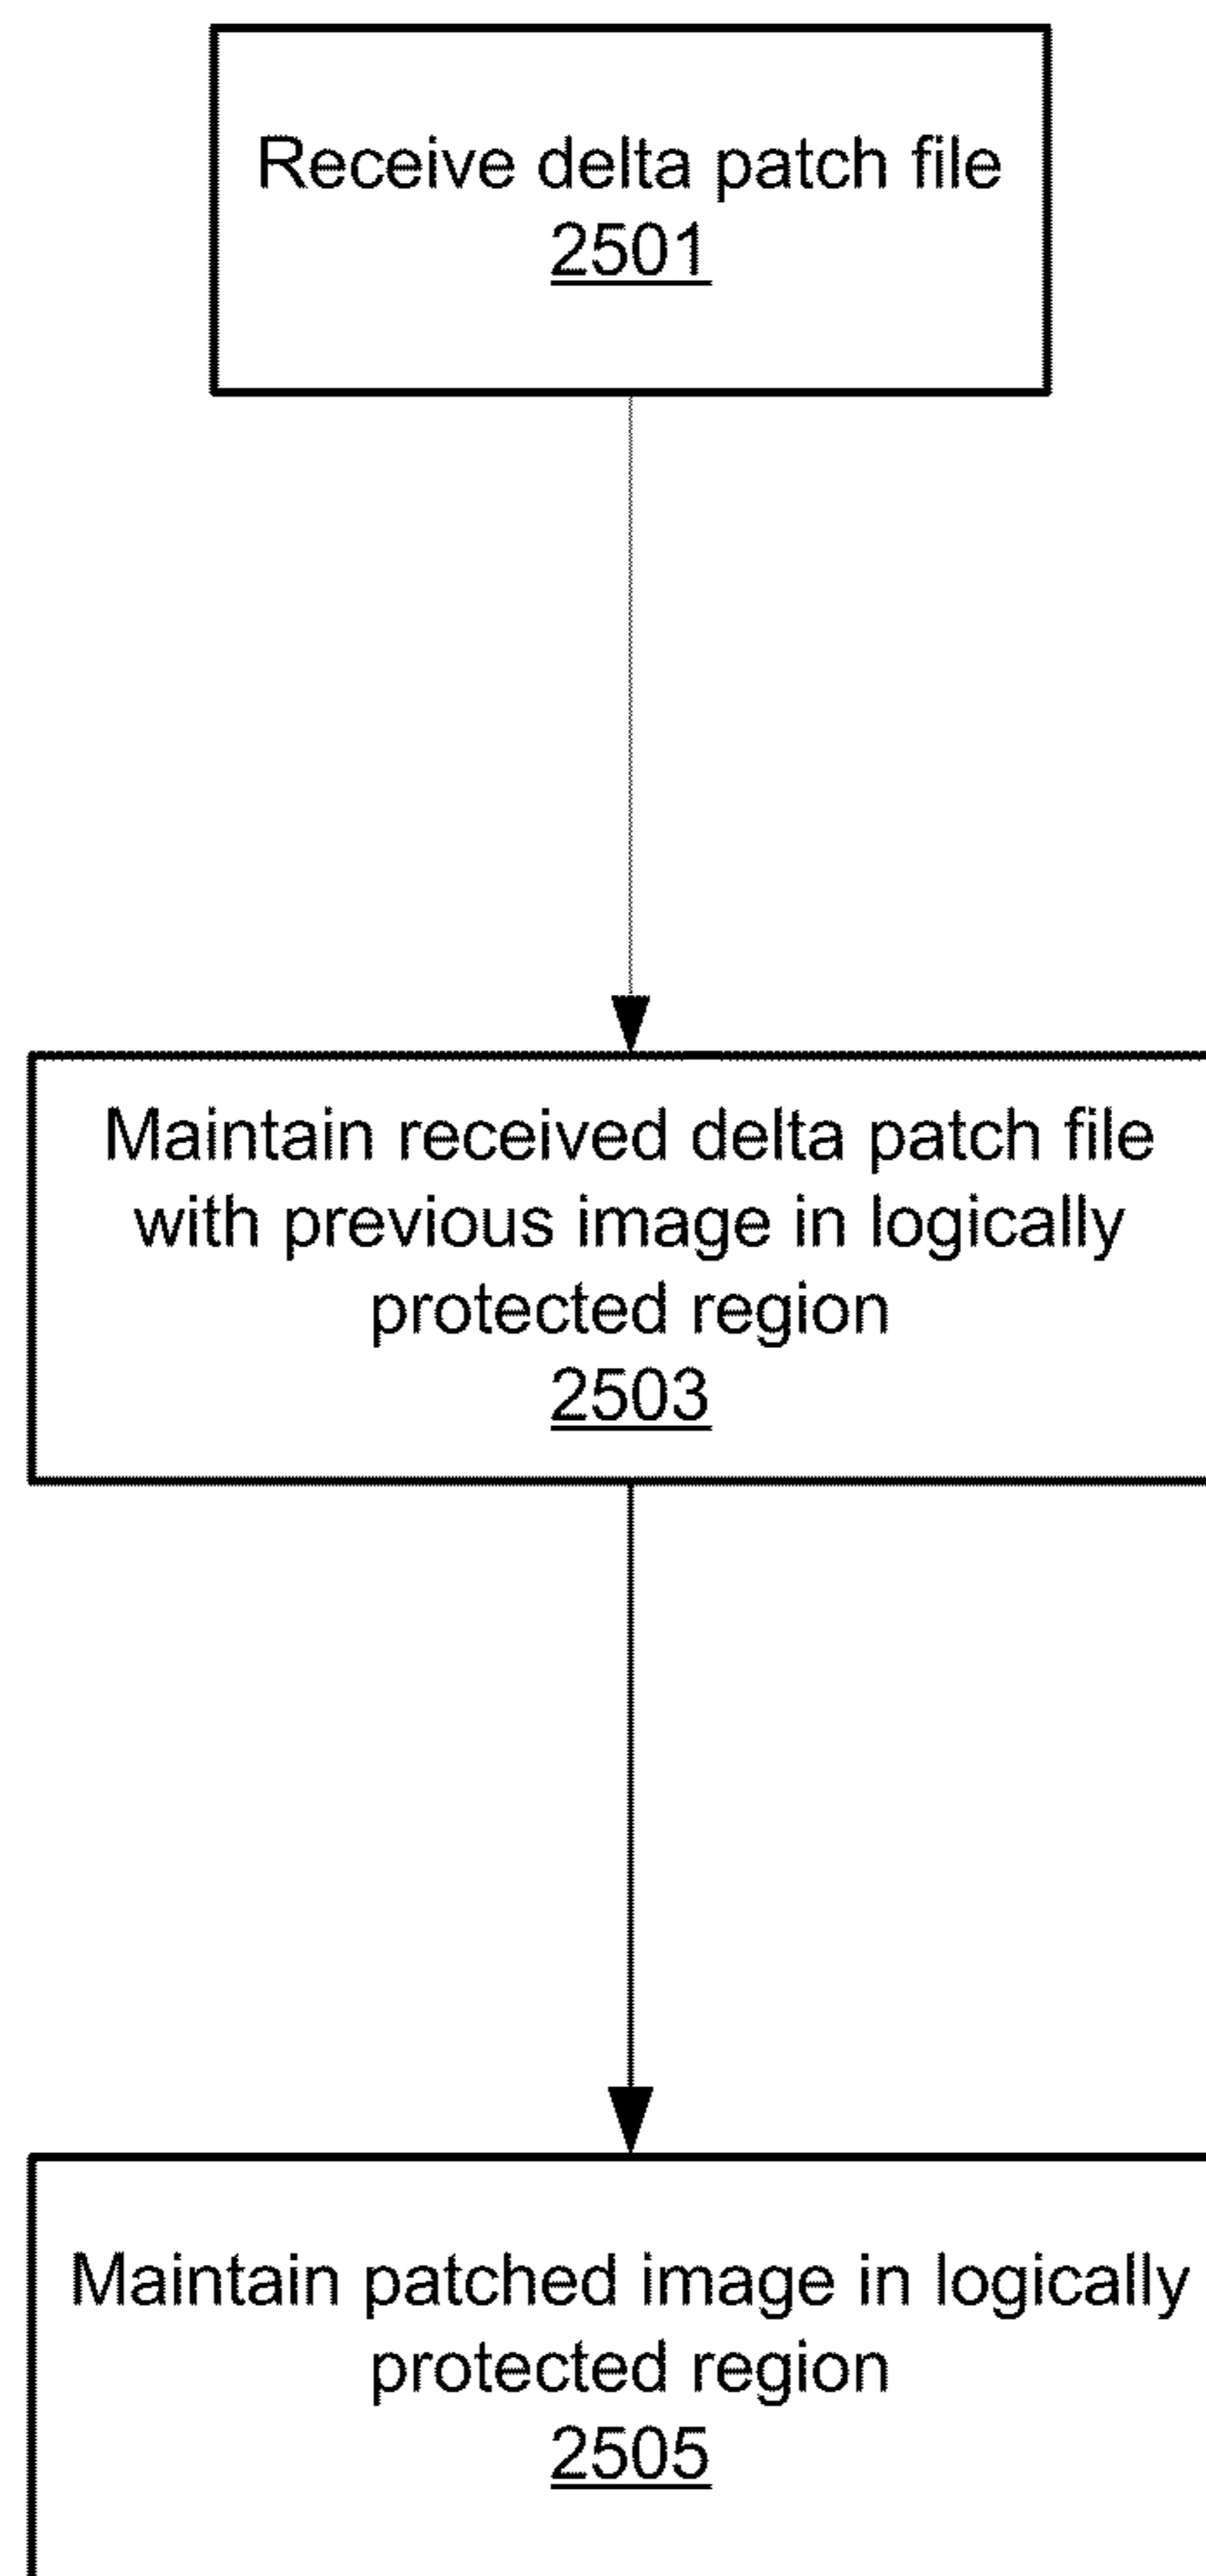 Receive delta patch file
2501
Maintain received delta patch file
with previous image in logically
protected region
2503
Maintain patched image in logically
protected region
2505